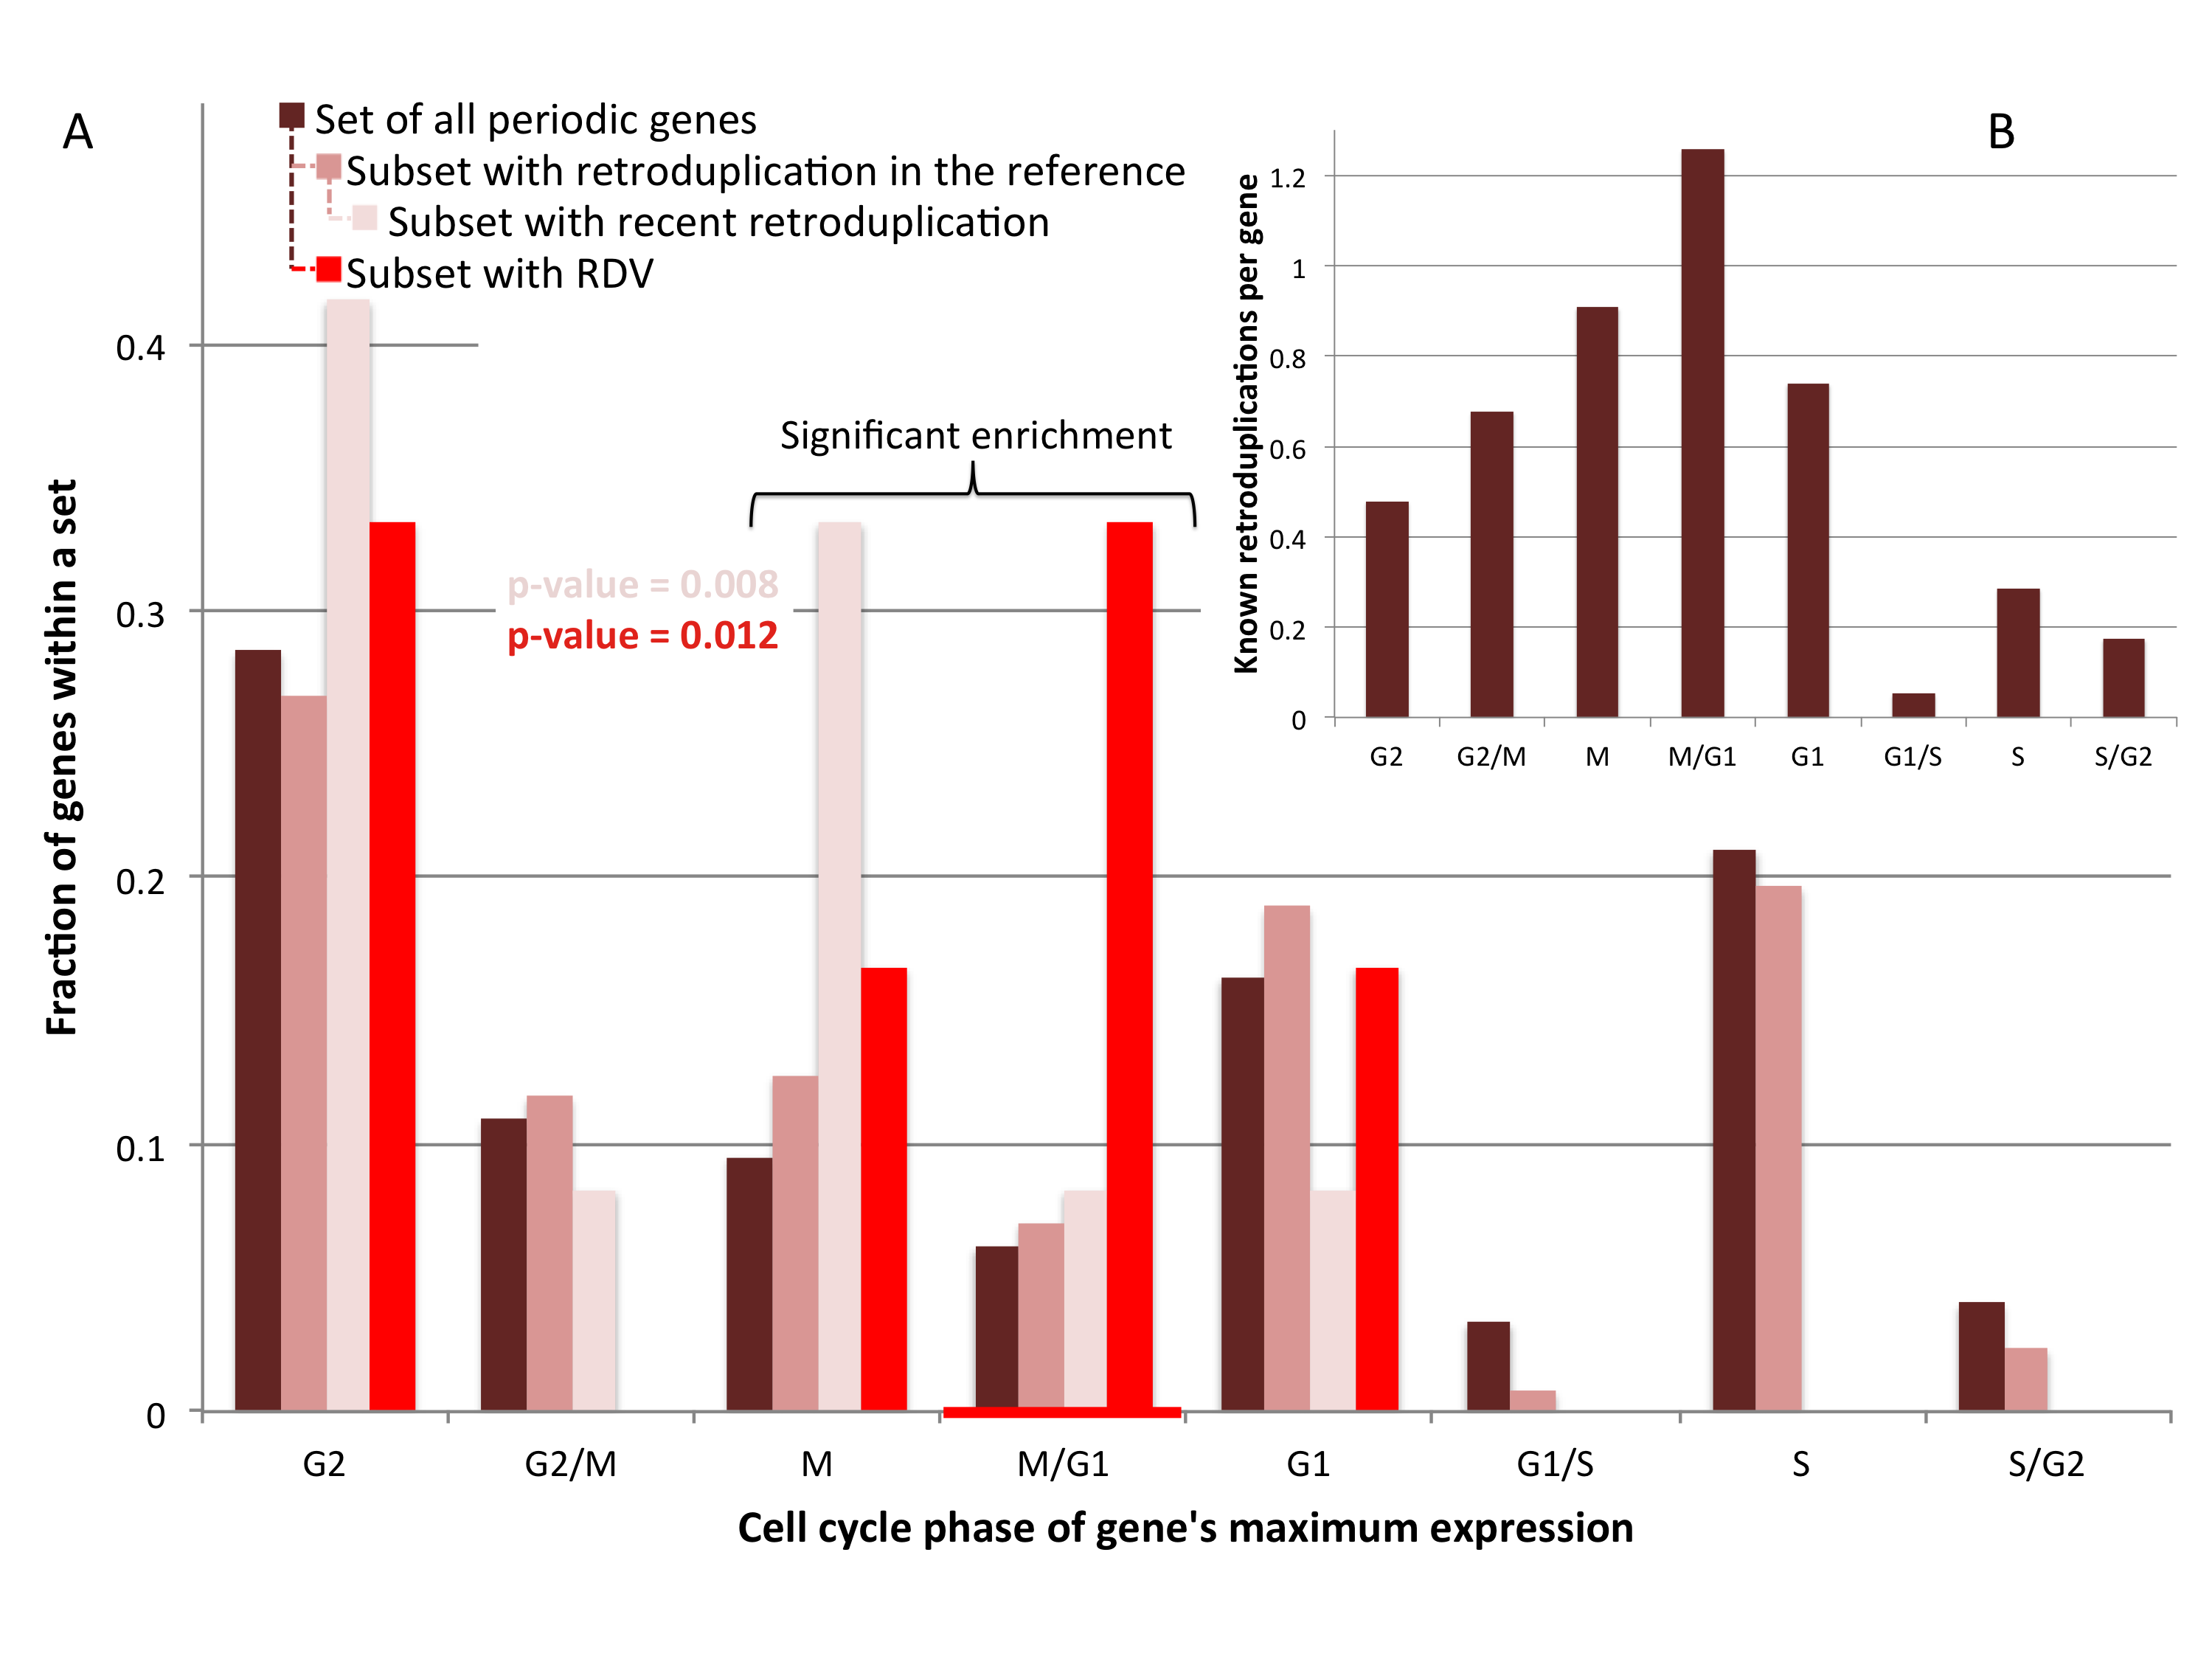 A
Set of all periodic genes
Subset with retroduplication in the reference
Subset with recent retroduplication
Subset with RDV
0.4
0.3
0.2
0.1
0
Fraction of genes within a set
Significant enrichment
p-value = 0.008
p-value = 0.012
G2
G2/M
M
M/G1
G1
G1/S
S
S/G2
Cell cycle phase of gene's maximum expression
B
Known retroduplications per gene
1.2
1
0.8
0.6
0.4
0.2
0
G2
G2/M
M
M/G1
G1
G1/S
S
S/G2